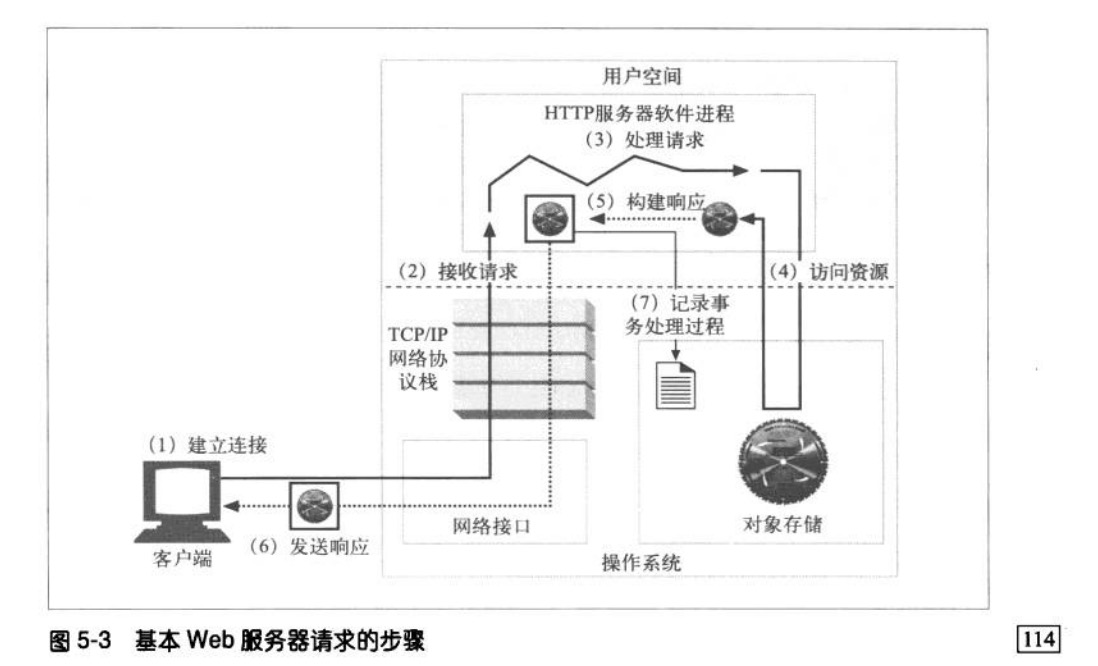 用户空间
HTTP服务器软件进程
（3）处理请求
（5）构建响应
（2）接收请求
（4）访问资源
（7）记录事
务处理过程
TCP/IP
网络协
议栈
（1）建立连接
客户端
（6）发送响应
网络接口
对象存储
操作系统
图 5-3 基本 Web 服务器请求的步骤
114